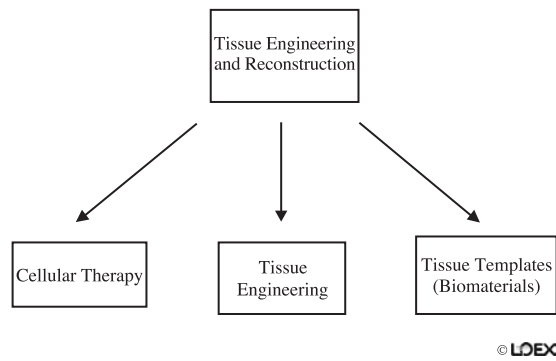 Tissue Engineering
and Reconstruction
Cellular Therapy
Tissue
Engineering
Tissue Templates
(Biomaterials)
© LOEX